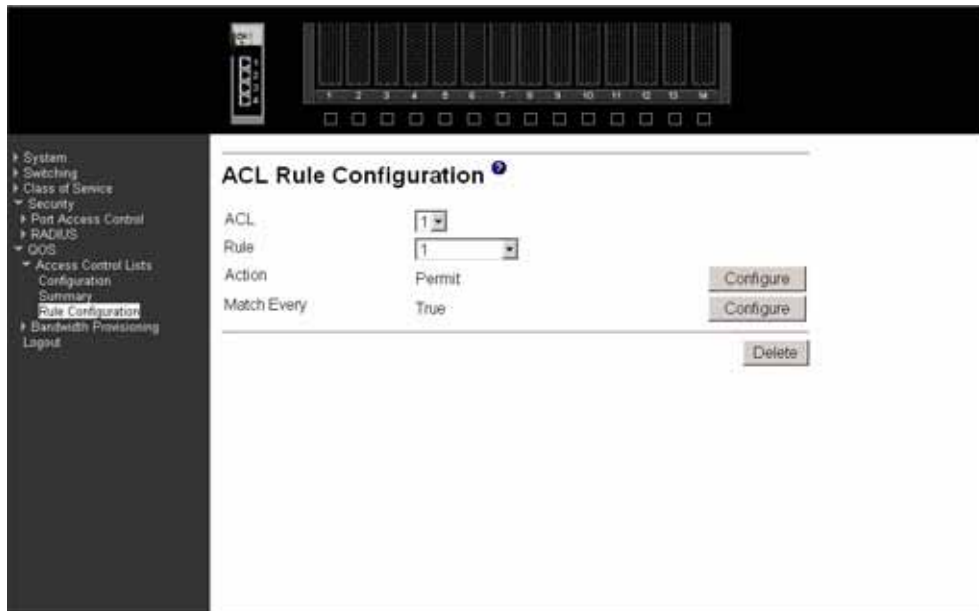 1 2 3 4 5 6 7 8 9 10 11 12 13 14
System
Switching
Class of Service
Security
Port Access Control
RADIUS
QOS
Access Control Lists
Configuration
Summary
Rule Configuration
Bandwidth Provisioning
Logout
ACL Rule Configuration ?
ACL 1
Rule 1
Action Permit Configure
Match Every True Configure
Delete